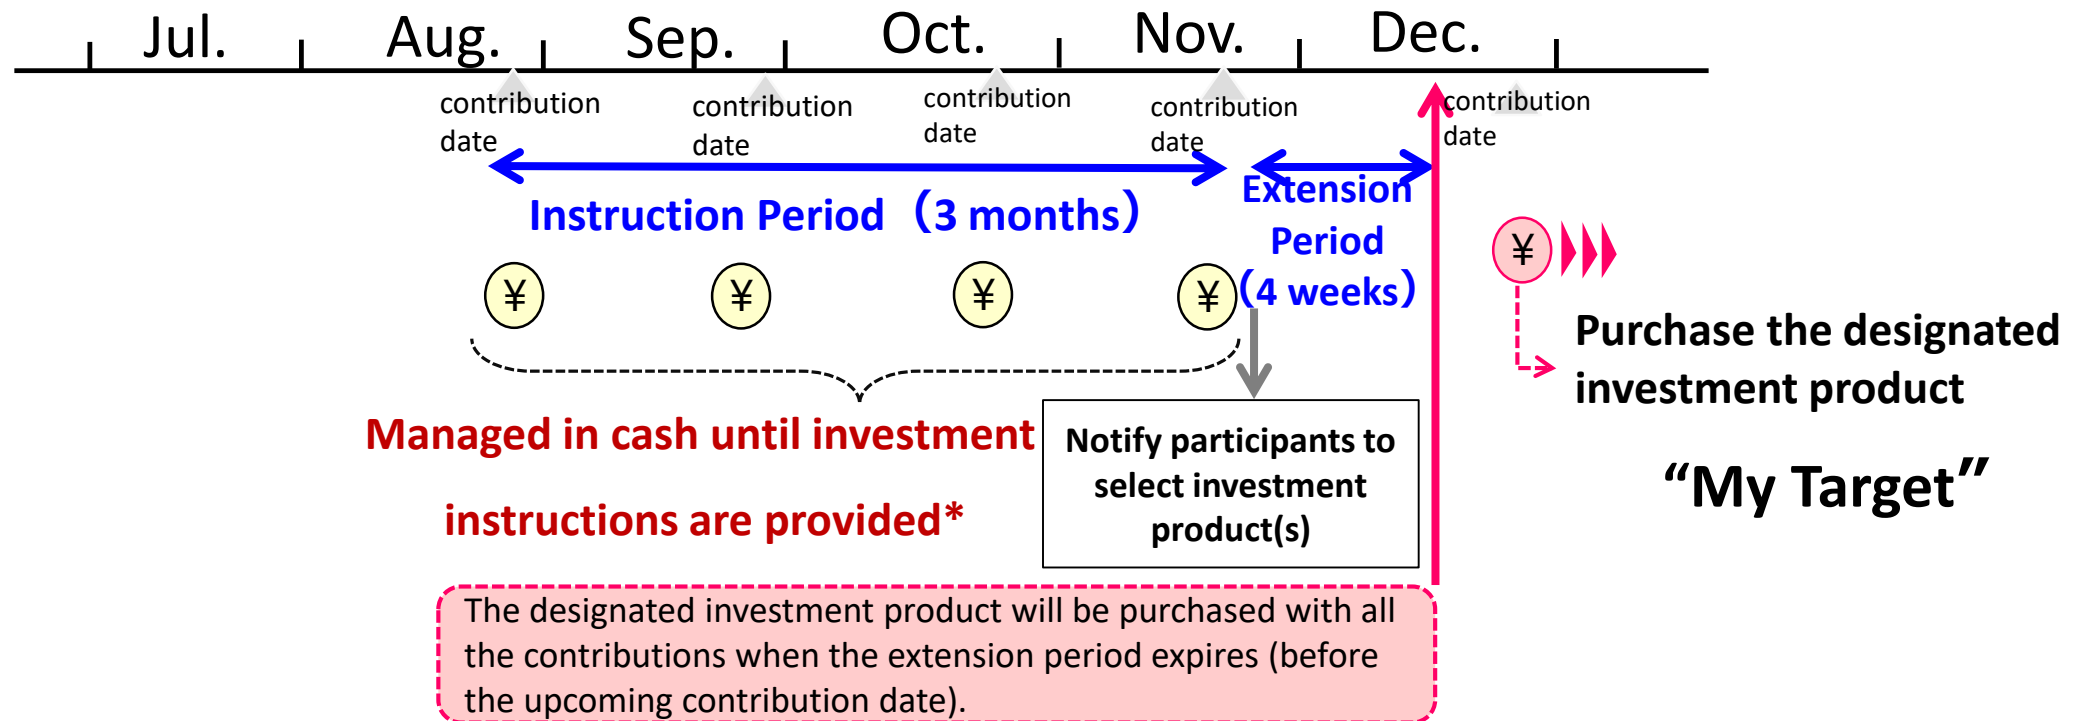 Jul.
Aug.
Sep.
Oct.
Nov.
Dec.
contribution
date
contribution
date
contribution
date
contribution
date
contribution
date
Instruction Period（3 months）
Extension
Period
（4 weeks）
¥
¥
¥
¥
¥
Purchase the designated
investment product
“My Target”
Managed in cash until investment
instructions are provided*
Notify participants to
select investment
product(s)
The designated investment product will be purchased with all
the contributions when the extension period expires (before
the upcoming contribution date).